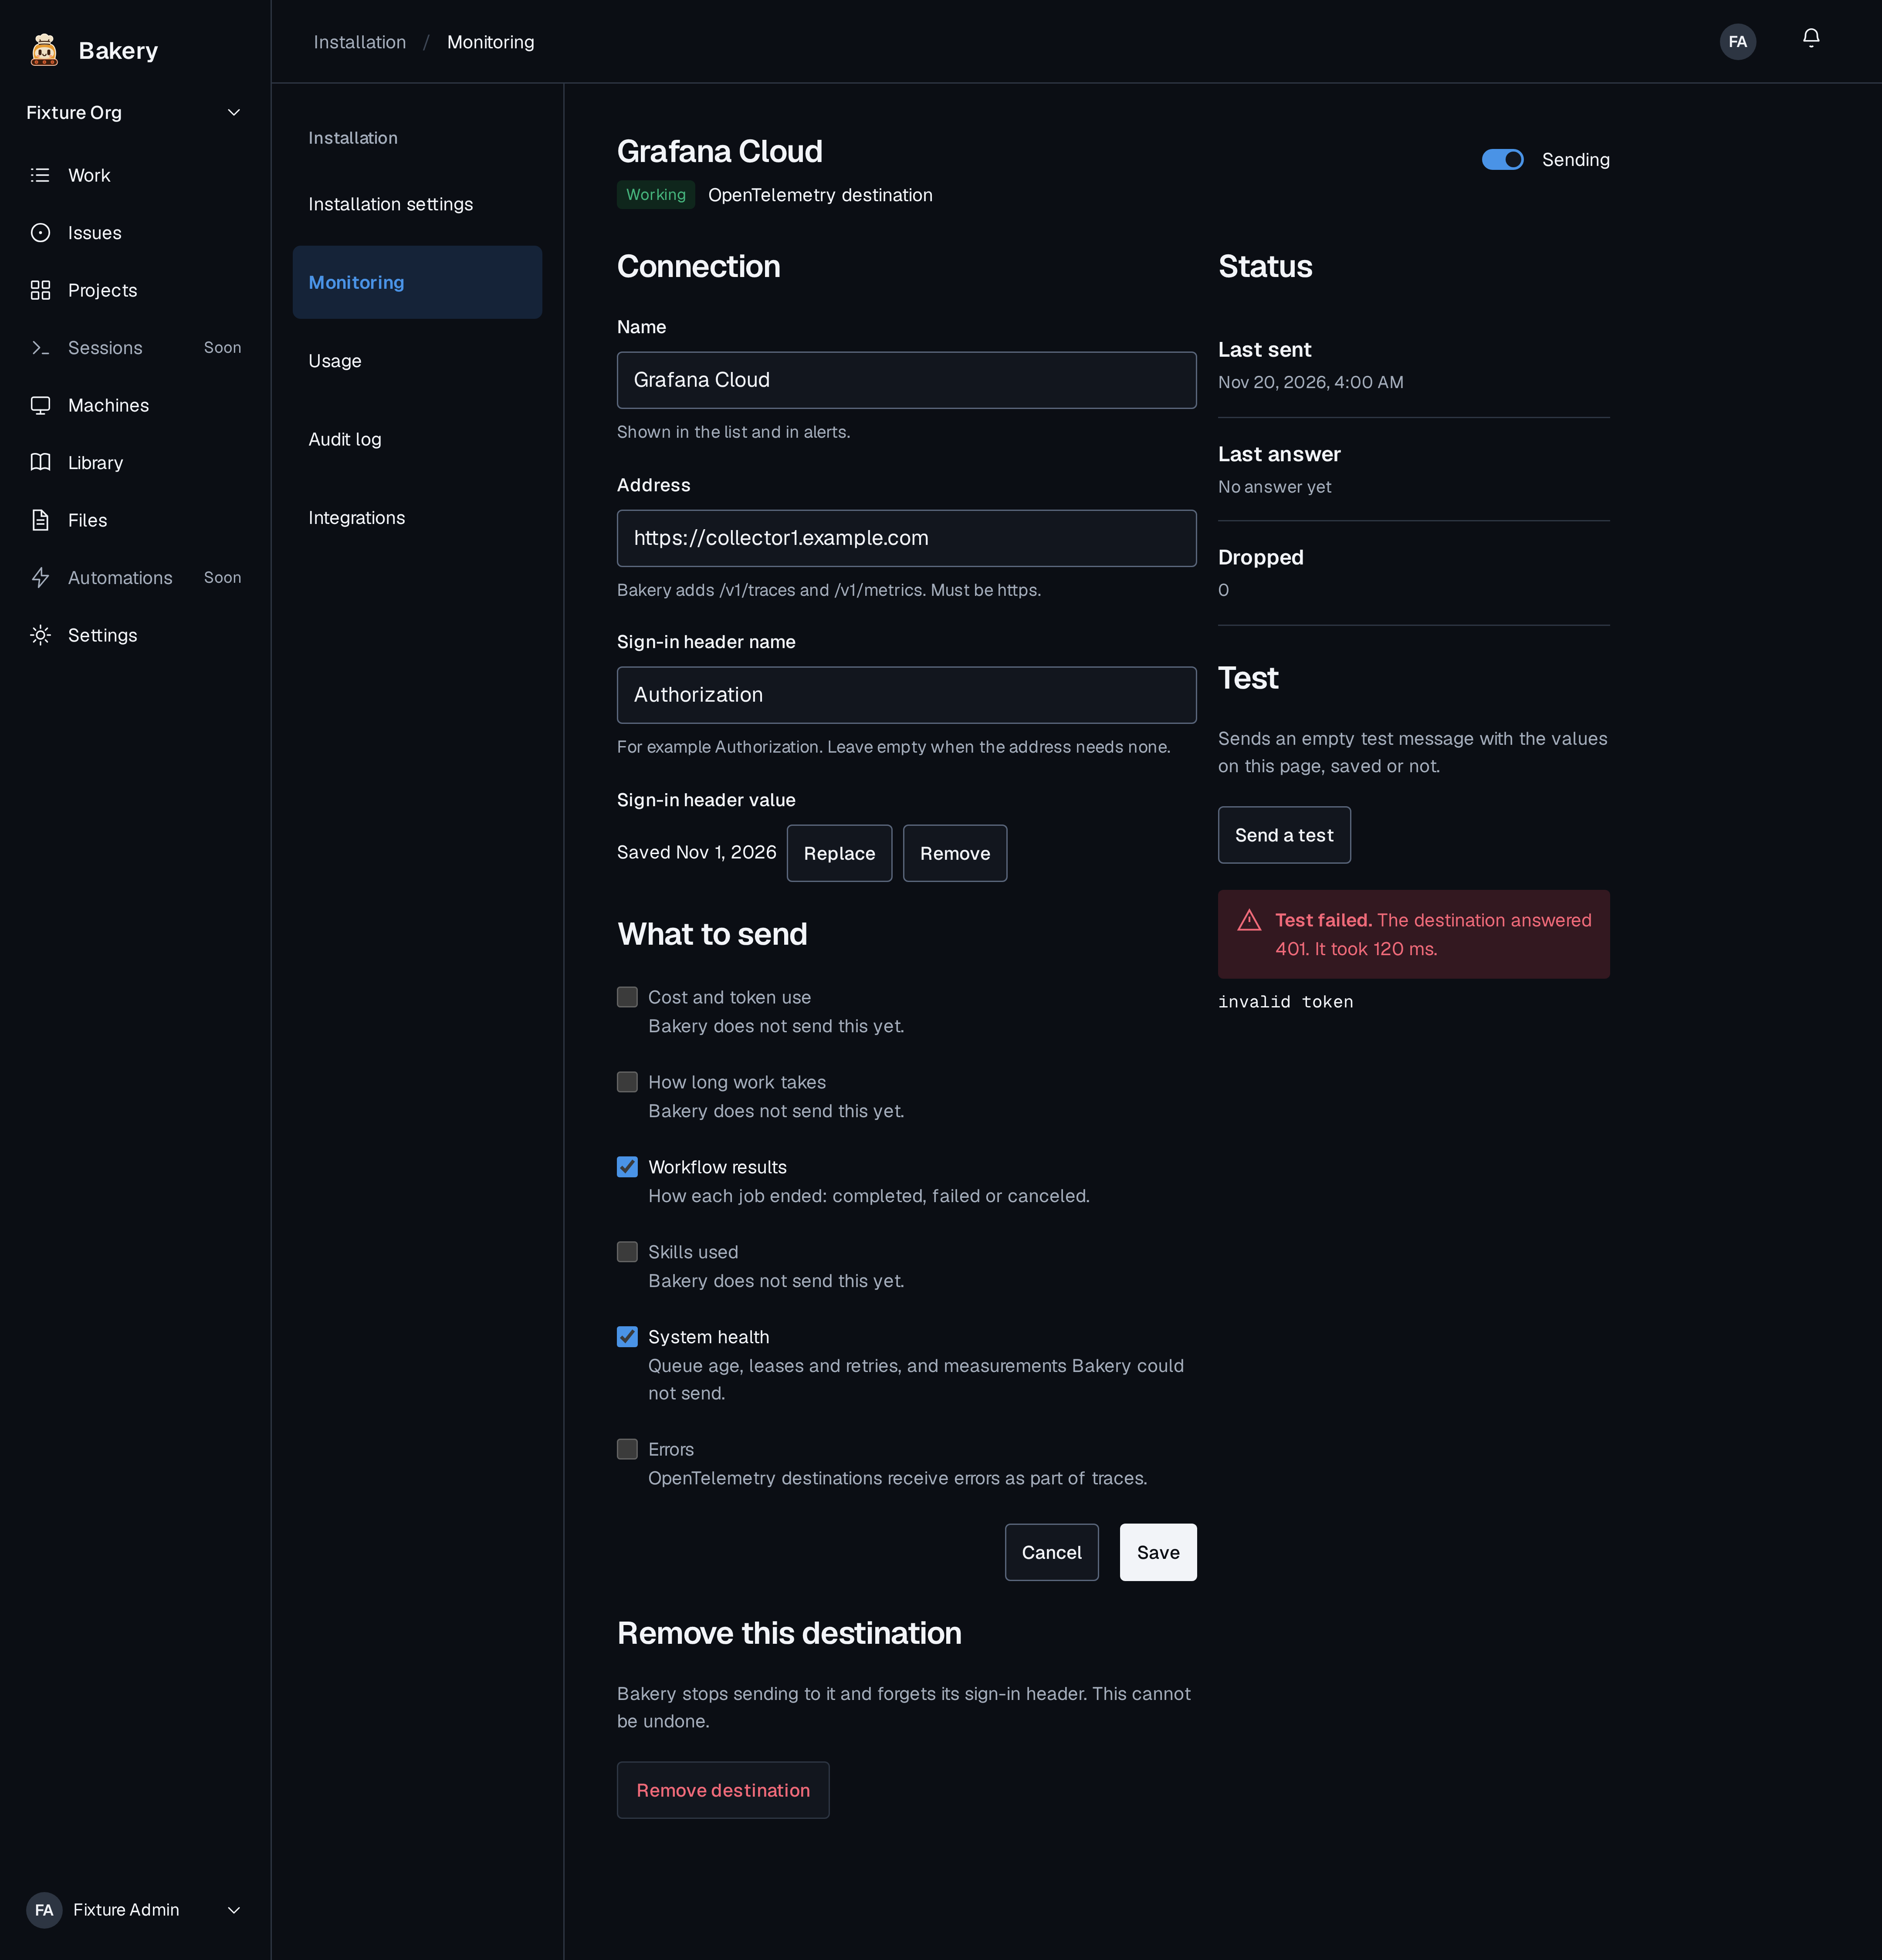 Bakery
Fixture Org
Work
Issues
Projects
Sessions Soon
Machines
Library
Files
Automations Soon
Settings
FA Fixture Admin
Installation / Monitoring
FA
Installation
Installation settings
Monitoring
Usage
Audit log
Integrations
Grafana Cloud
Working OpenTelemetry destination
Sending
Connection
Name
Grafana Cloud
Shown in the list and in alerts.
Address
https://collector1.example.com
Bakery adds /v1/traces and /v1/metrics. Must be https.
Sign-in header name
Authorization
For example Authorization. Leave empty when the address needs none.
Sign-in header value
Saved Nov 1, 2026 Replace Remove
What to send
Cost and token use
Bakery does not send this yet.
How long work takes
Bakery does not send this yet.
Workflow results
How each job ended: completed, failed or canceled.
Skills used
Bakery does not send this yet.
System health
Queue age, leases and retries, and measurements Bakery could
not send.
Errors
OpenTelemetry destinations receive errors as part of traces.
Cancel Save
Remove this destination
Bakery stops sending to it and forgets its sign-in header. This cannot
be undone.
Remove destination
Status
Last sent
Nov 20, 2026, 4:00 AM
Last answer
No answer yet
Dropped
0
Test
Sends an empty test message with the values
on this page, saved or not.
Send a test
Test failed. The destination answered
401. It took 120 ms.
invalid token